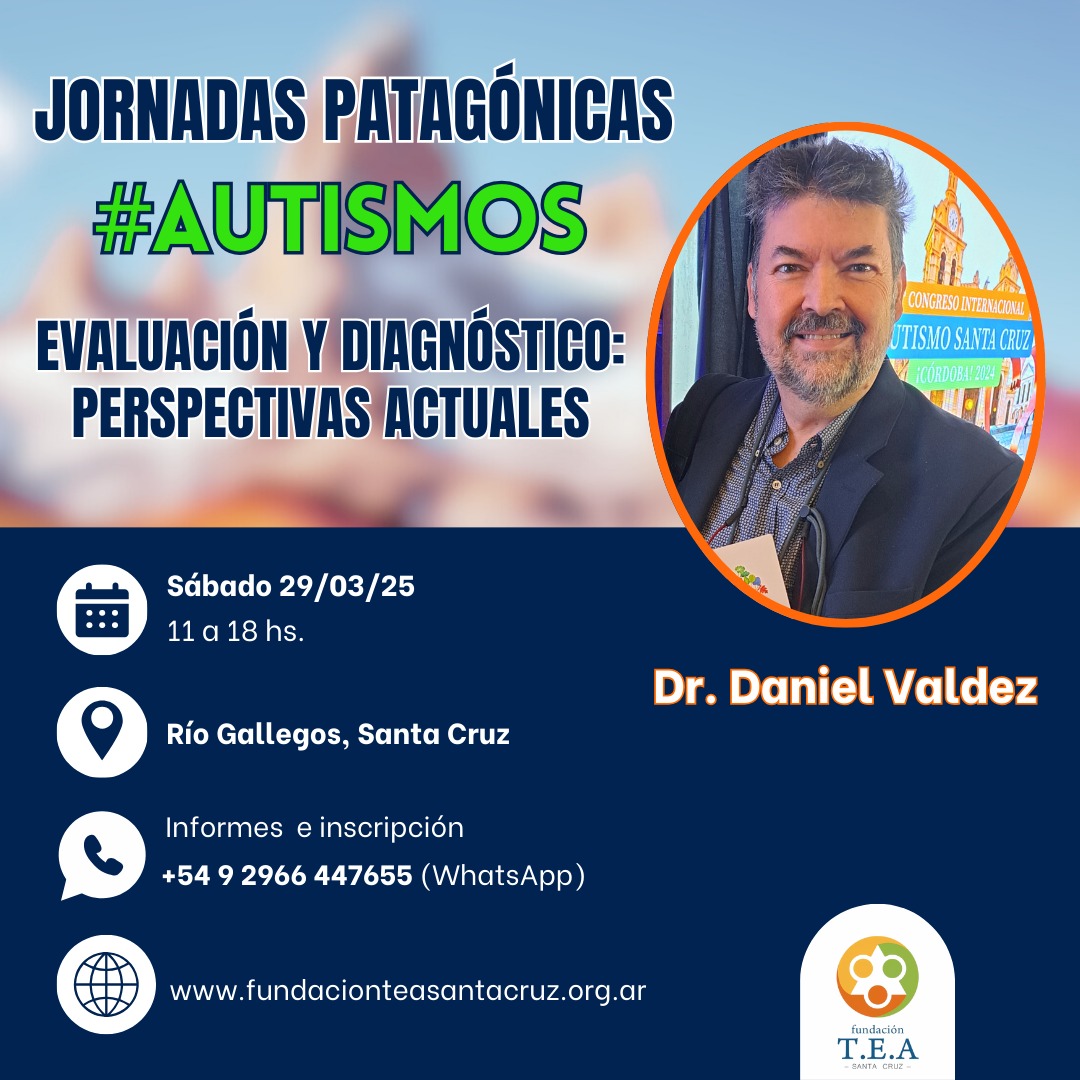 JORNADAS PATAGÓNICAS
#AUTISMOS
EVALUACIÓN Y DIAGNÓSTICO:
PERSPECTIVAS ACTUALES
CONGRESO INTERNACIONAL
UTISMO SANTA CRUZ
¡CÓRDOBA! 2024
Dr. Daniel Valdez
Sábado 29/03/25
11 a 18 hs.
Río Gallegos, Santa Cruz
Informes e inscripción
+54 9 2966 447655 (WhatsApp)
www.fundacionteasantacruz.org.ar
fundación
T.E.A
– SANTA CRUZ –